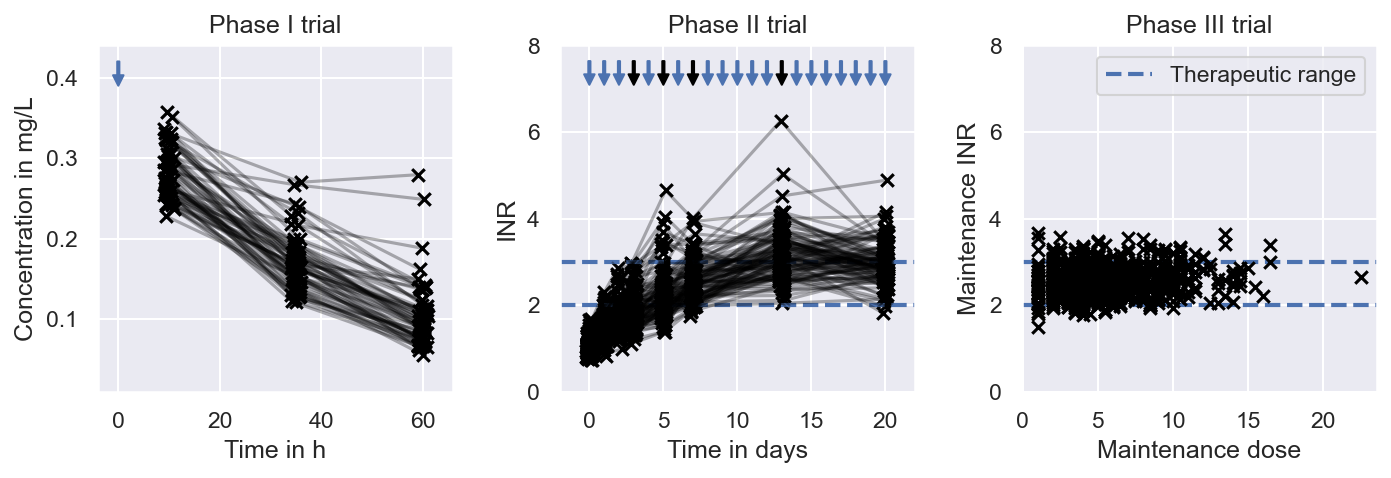 Phase I trial
Concentration in mg/L
0.4
0.3
0.2
0.1
0 20 40 60
Time in h
Phase II trial
INR
8
6
4
2
0
0 5 10 15 20
Time in days
Phase III trial
Therapeutic range
Maintenance INR
8
6
4
2
0
0 5 10 15 20
Maintenance dose